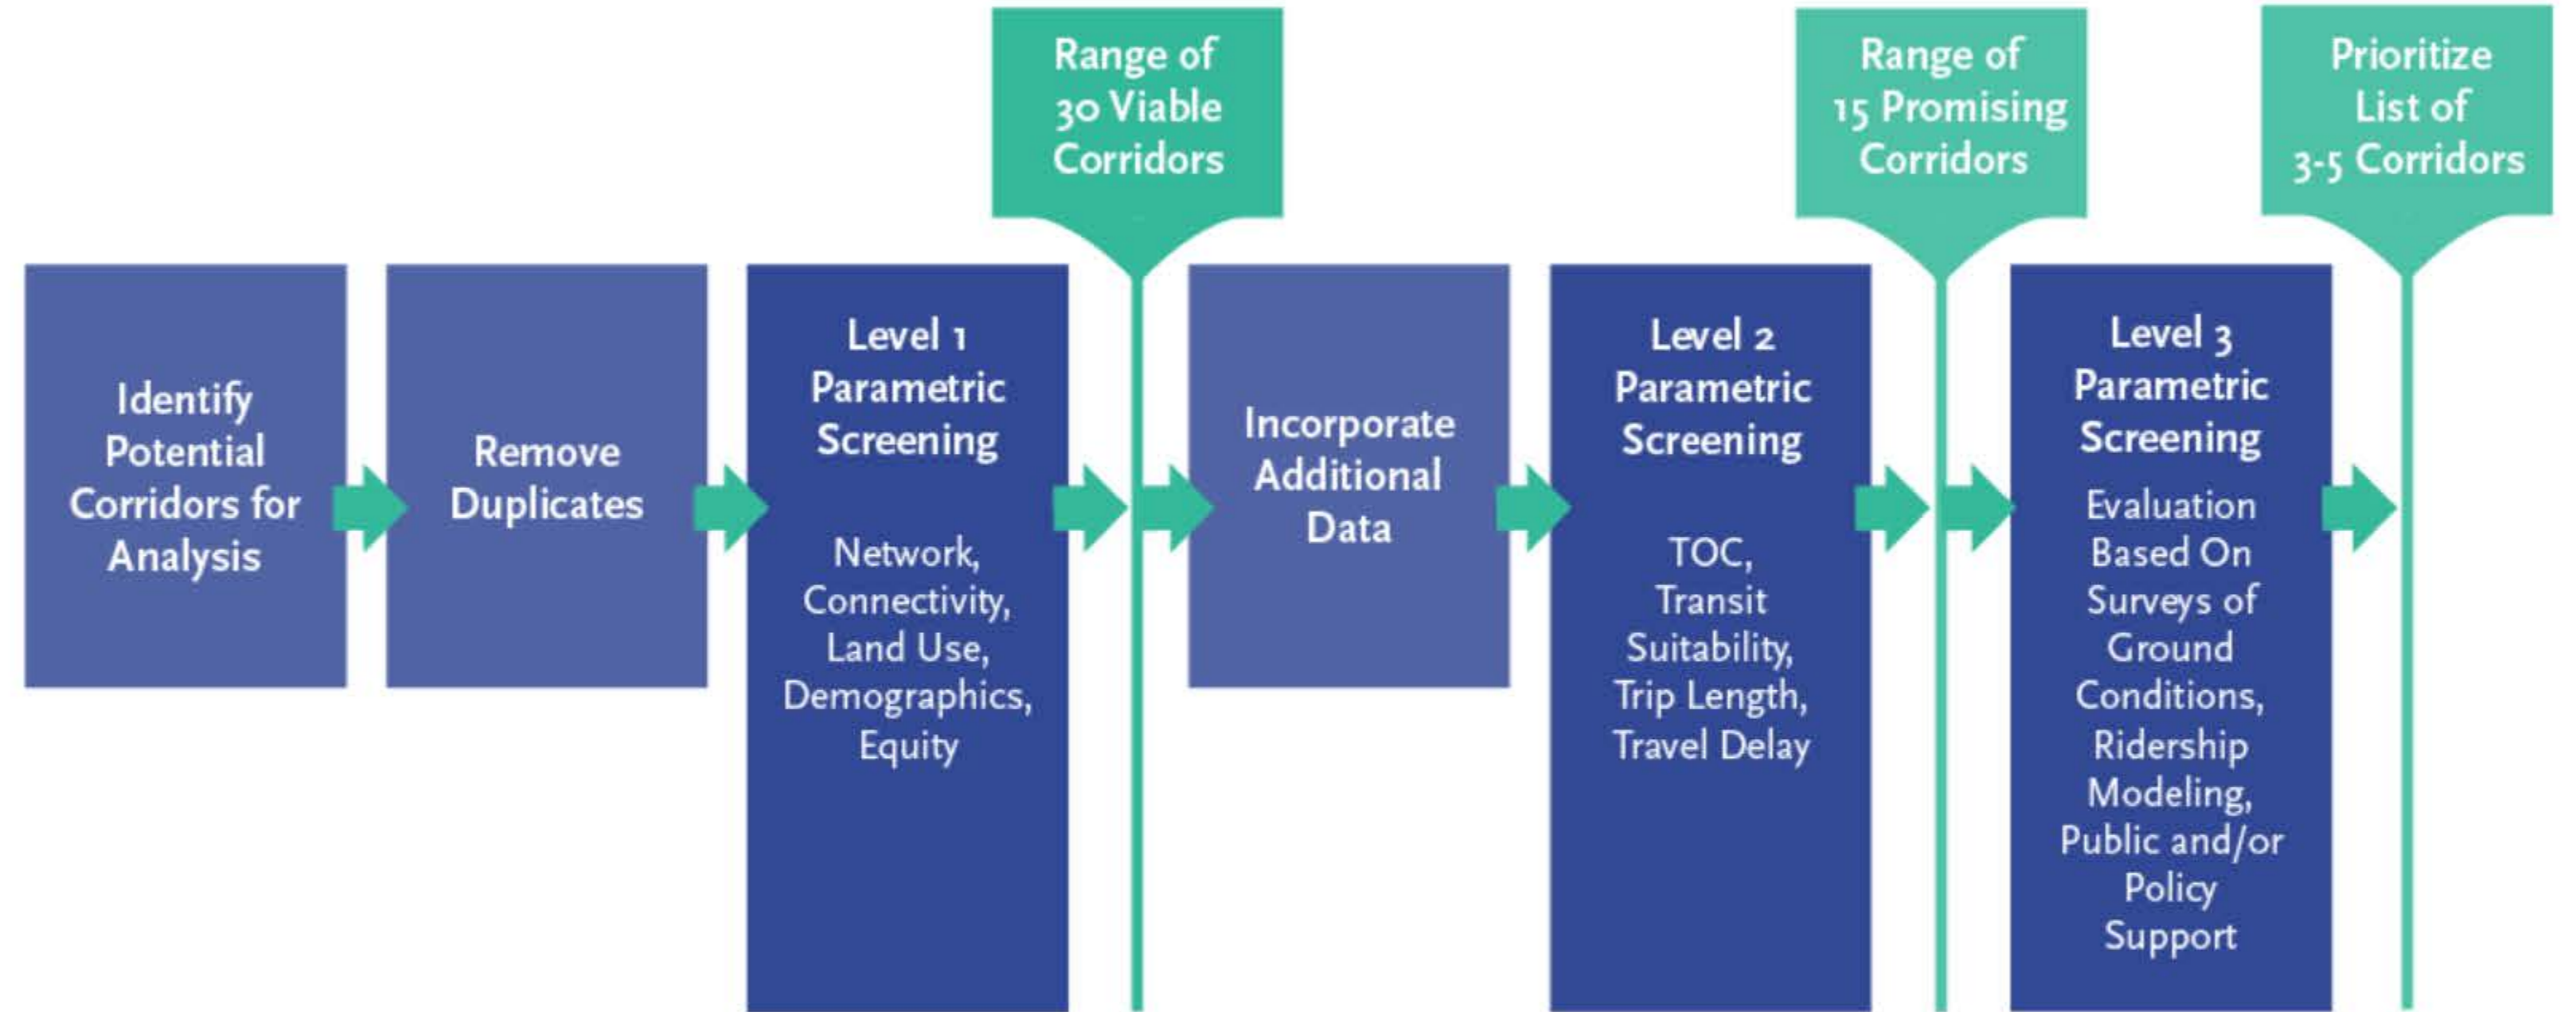 Range of
30 Viable
Corridors
Range of
15 Promising
Corridors
Prioritize
List of
3-5 Corridors
Identify
Potential
Corridors for
Analysis
Remove
Duplicates
Level 1
Parametric
Screening
Network,
Connectivity,
Land Use,
Demographics,
Equity
Incorporate
Additional
Data
Level 2
Parametric
Screening
TOC,
Transit
Suitability,
Trip Length,
Travel Delay
Level 3
Parametric
Screening
Evaluation
Based On
Surveys of
Ground
Conditions,
Ridership
Modeling,
Public and/or
Policy
Support